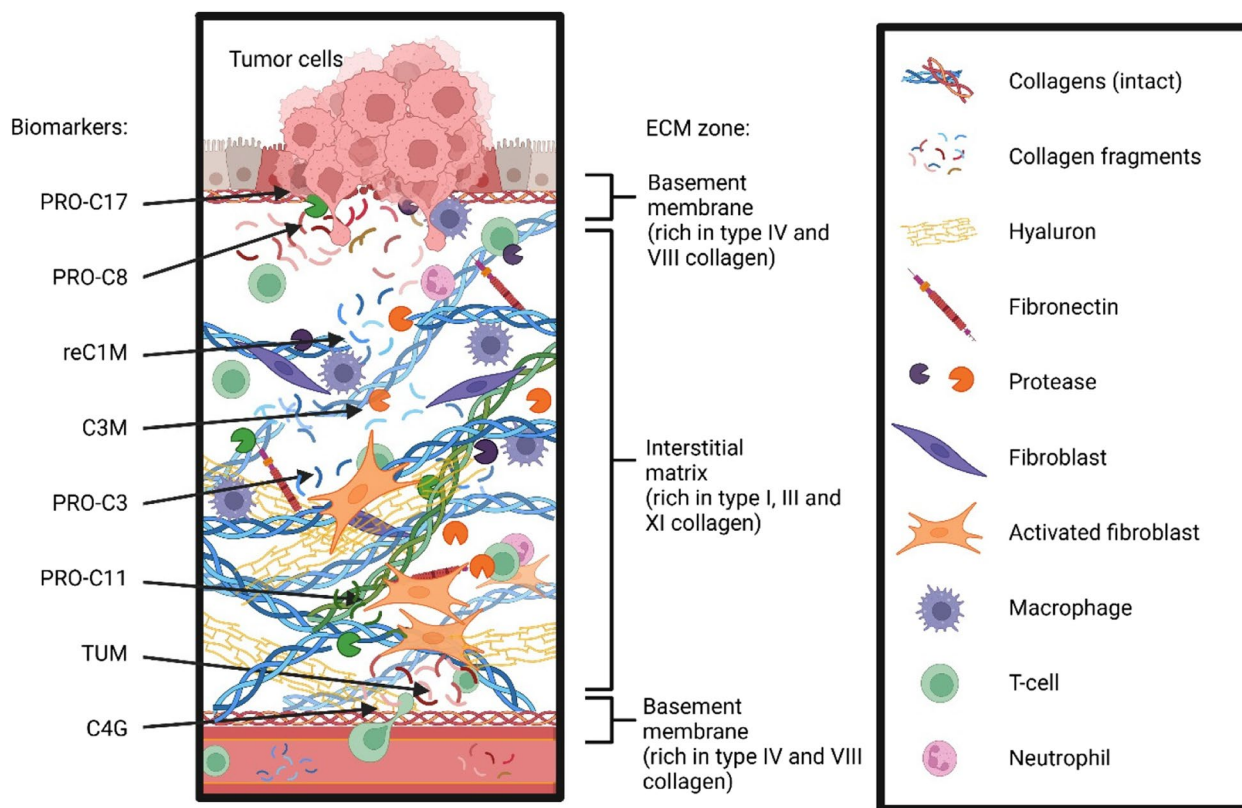 Tumor cells
Biomarkers:
PRO-C17
PRO-C8
reC1M
C3M
PRO-C3
PRO-C11
TUM
C4G
ECM zone:
Basement
membrane
(rich in type IV and
VIII collagen)
Interstitial
matrix
(rich in type I, III and
XI collagen)
Basement
membrane
(rich in type IV and VIII
collagen)
Collagens (intact)
Collagen fragments
Hyaluron
Fibronectin
Protease
Fibroblast
Activated fibroblast
Macrophage
T-cell
Neutrophil